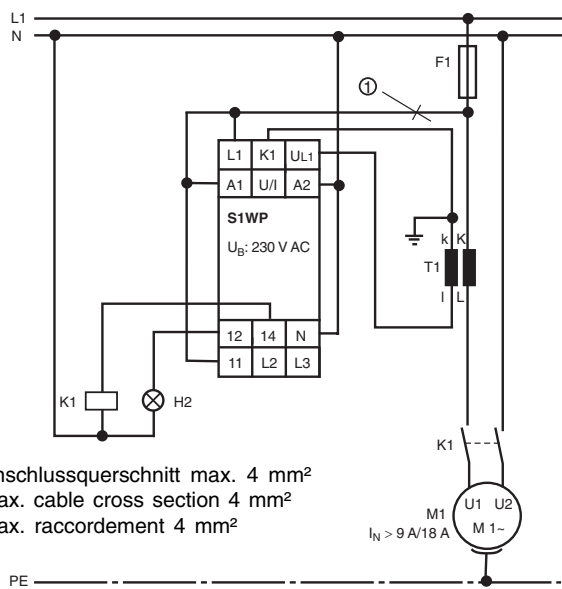 L1
N
F1
①
L1 K1 UL1
A1 U/I A2
S1WP
UB: 230 V AC
k K
T1
l L
12 14 N
11 L2 L3
K1
H2
K1
nschlussquerschnitt max. 4 mm²
ax. cable cross section 4 mm²
ax. raccordement 4 mm²
U1 U2
M1
M 1~
IN > 9 A/18 A
PE